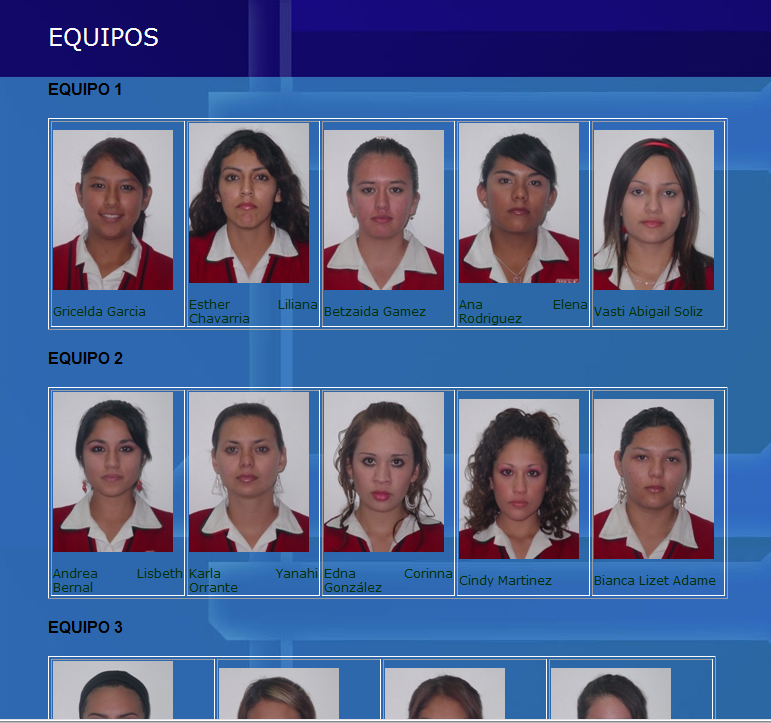 EQUIPOS
EQUIPO 1
Gricelda Garcia
Esther Liliana
Chavarria
Betzaida Gamez
Ana Elena
Rodriguez
Vasti Abigail Soliz
EQUIPO 2
Andrea Lisbeth
Bernal
Karla Yanahi
Orrante
Edna Corinna
González
Cindy Martinez
Bianca Lizet Adame
EQUIPO 3